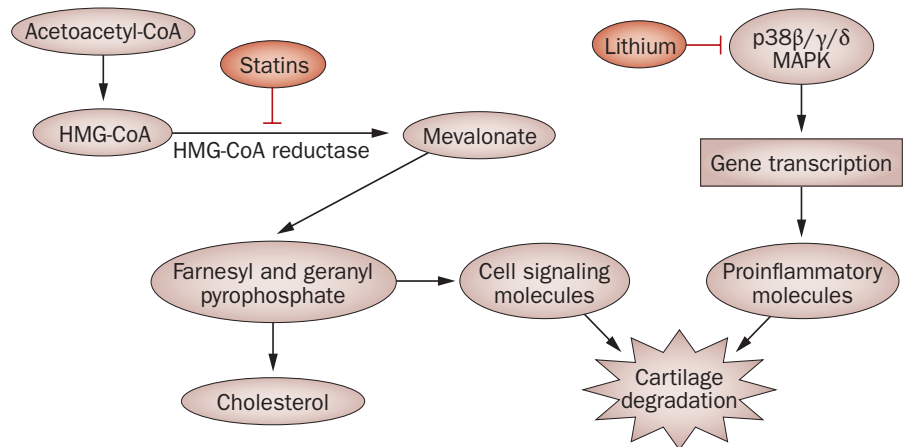 Acetoacetyl-CoA
Statins
HMG-CoA
HMG-CoA reductase
Mevalonate
Farnesyl and geranyl
pyrophosphate
Cell signaling
molecules
Cholesterol
Lithium
p38β/γ/δ
MAPK
Gene transcription
Proinflammatory
molecules
Cartilage
degradation